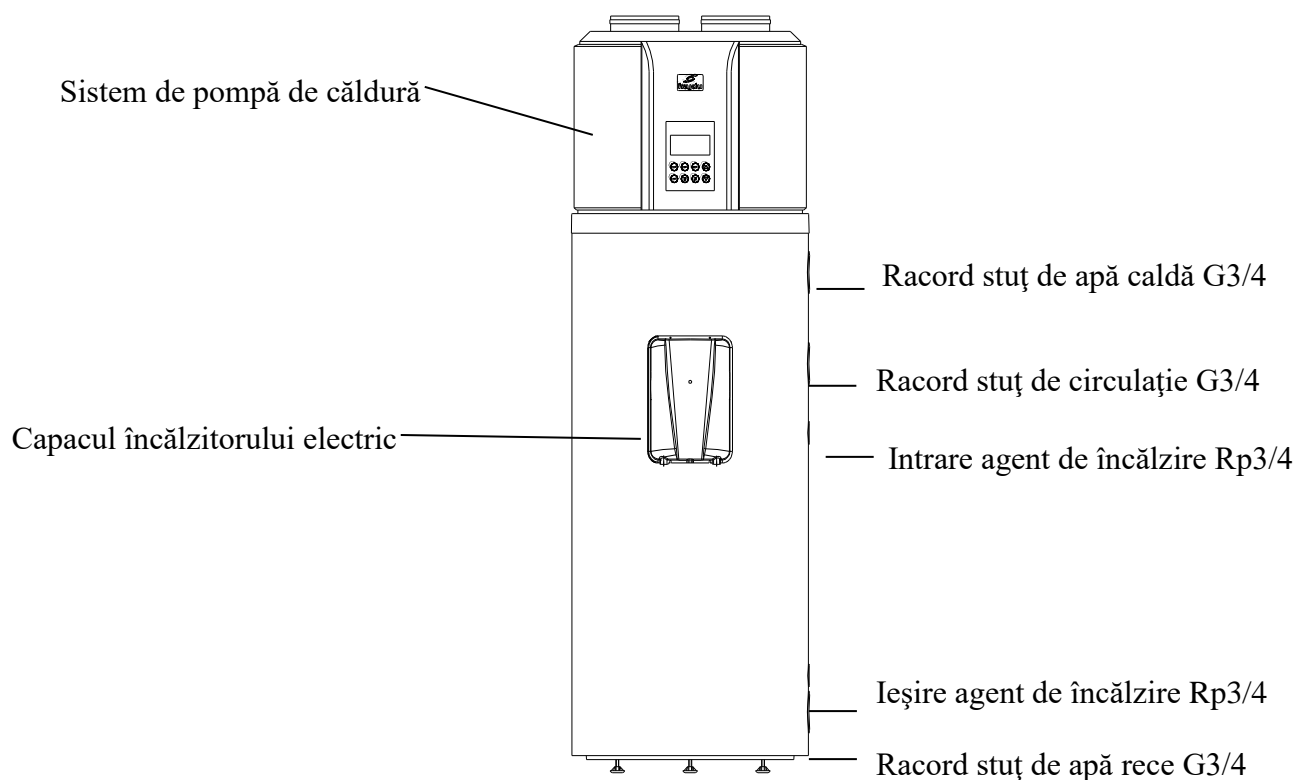 Sistem de pompă de căldură
Racord stuţ de apă caldă G3/4
Racord stuţ de circulaţie G3/4
Capacul încălzitorului electric
Intrare agent de încălzire Rp3/4
Ieşire agent de încălzire Rp3/4
Racord stuţ de apă rece G3/4